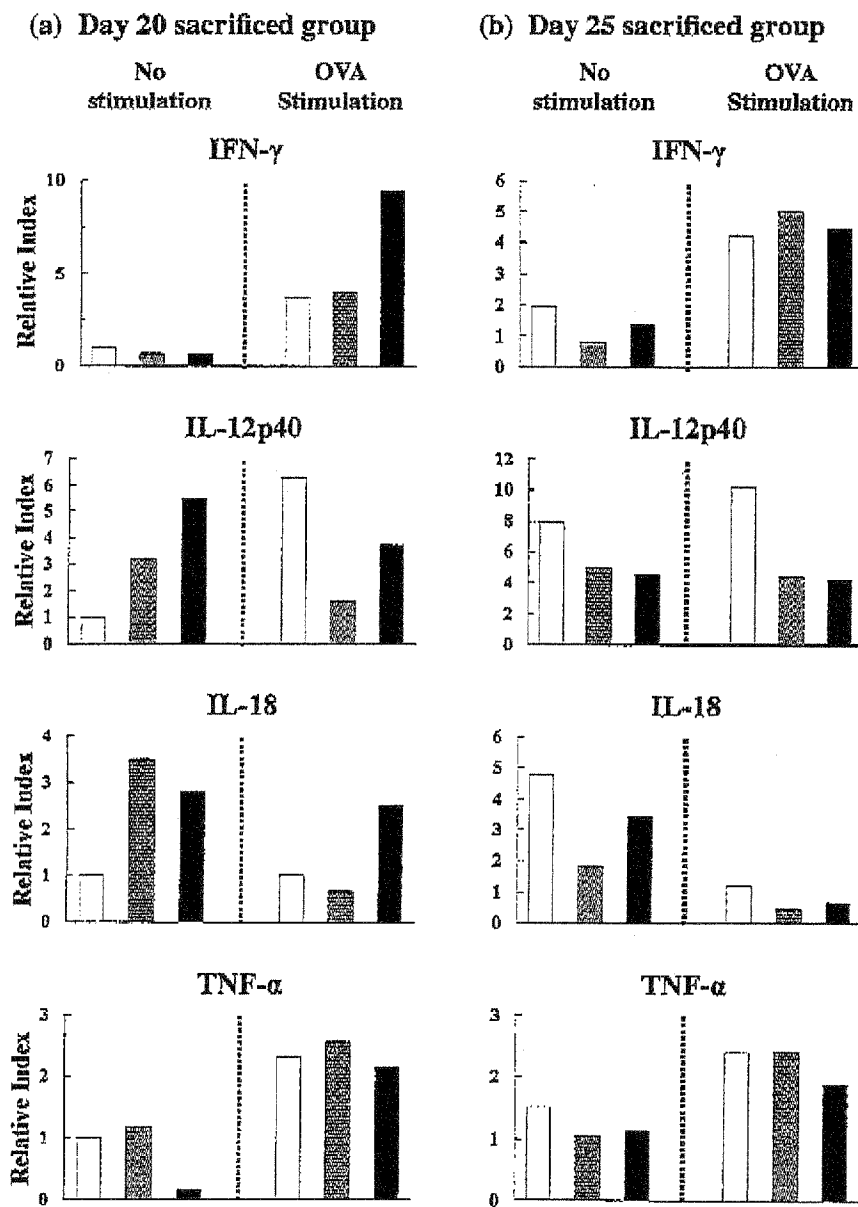 (a) Day 20 sacrificed group
No stimulation
OVA Stimulation
IFN-γ
Relative Index
10
5
0
IL-12p40
Relative Index
7
6
5
4
3
2
1
0
IL-18
Relative Index
4
3
2
1
0
TNF-α
Relative Index
3
2
1
0
(b) Day 25 sacrificed group
No stimulation
OVA Stimulation
IFN-γ
6
5
4
3
2
1
0
IL-12p40
12
10
8
6
4
2
0
IL-18
6
5
4
3
2
1
0
TNF-α
3
2
1
0